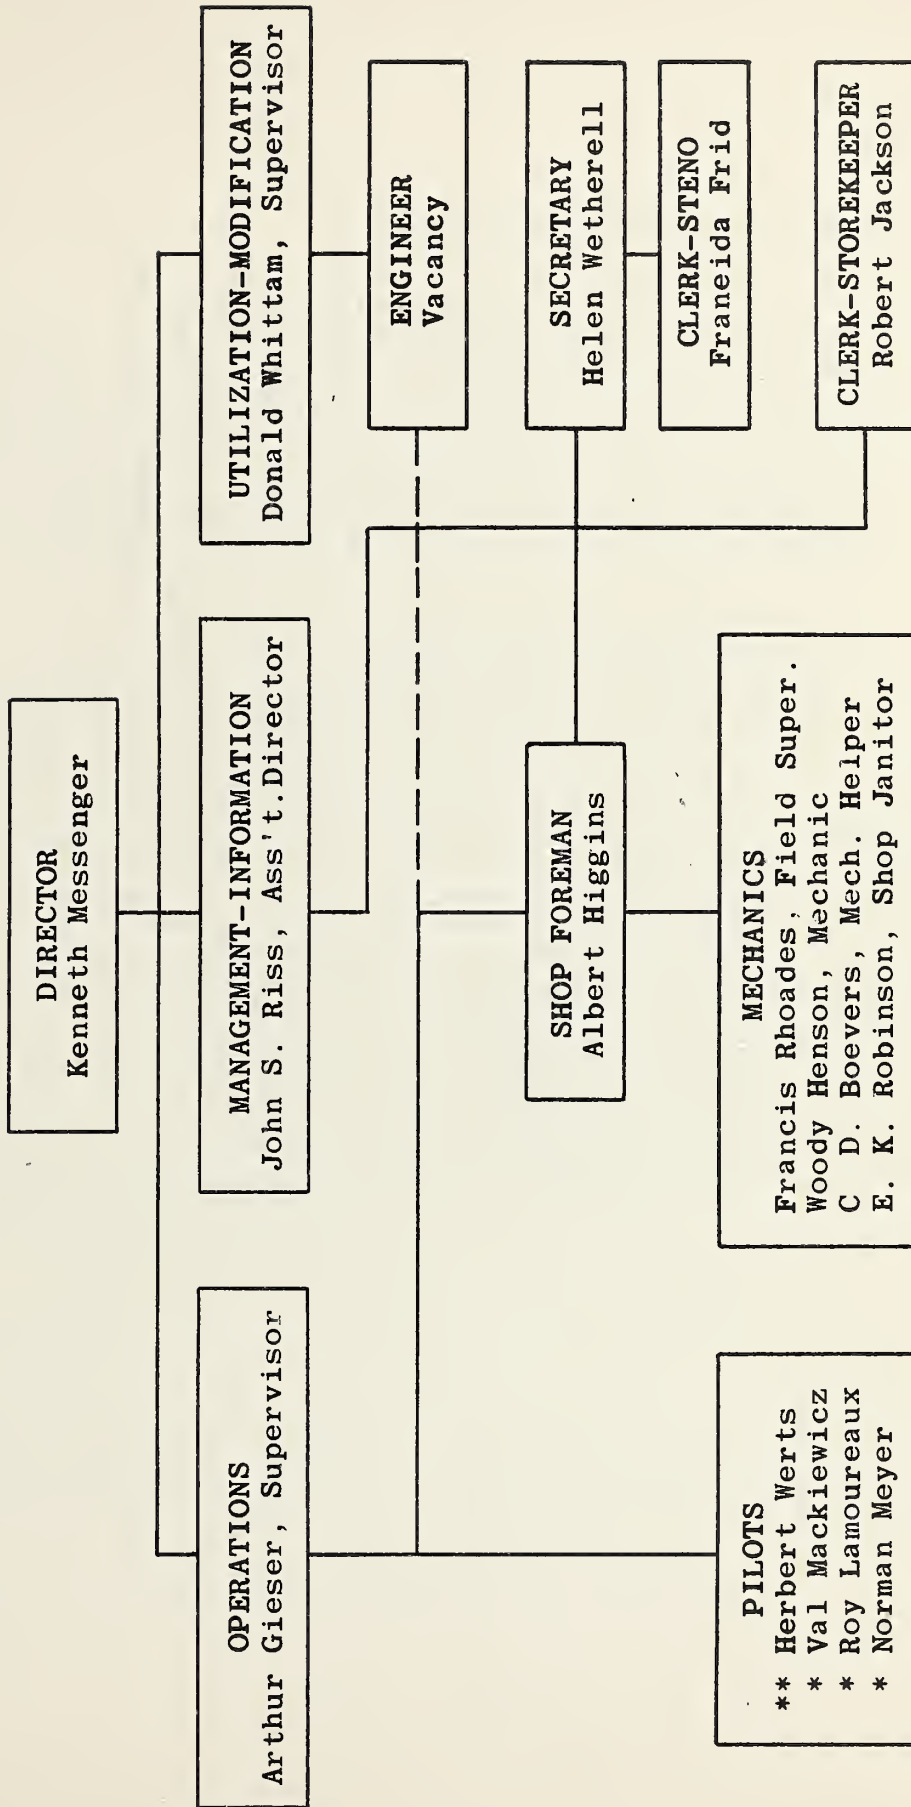 DIRECTOR
Kenneth Messenger
OPERATIONS
Arthur Gieser, Supervisor
MANAGEMENT-INFORMATION
John S. Riss, Ass't.Director
UTILIZATION-MODIFICATION
Donald Whittam, Supervisor
ENGINEER
Vacancy
SHOP FOREMAN
Albert Higgins
SECRETARY
Helen Wetherell
CLERK-STENO
Franeida Frid
PILOTS
** Herbert Werts
* Val Mackiewicz
* Roy Lamoureaux
* Norman Meyer
MECHANICS
Francis Rhoades, Field Super.
Woody Henson, Mechanic
C D. Boevers, Mech. Helper
E. K. Robinson, Shop Janitor
CLERK-STOREKEEPER
Robert Jackson